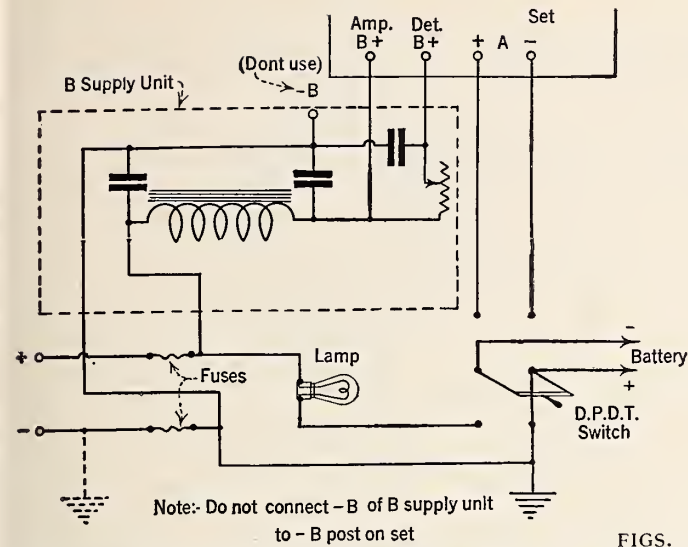 Set
Amp.
B+
Det.
B+
+ A -
(Dont use)
-B
B Supply Unit
+
Fuses
Lamp
-
Battery
+
D.P.D.T.
Switch
-
Note:- Do not connect - B of B supply unit
to - B post on set
FIGS.